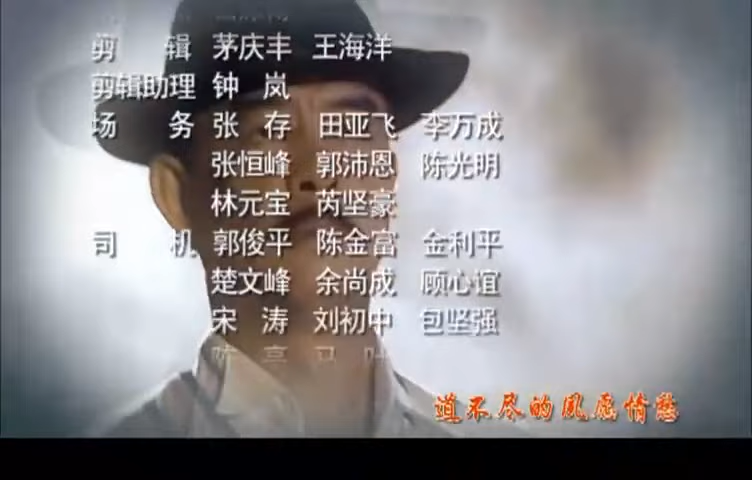 剪 辑 茅庆丰 王海洋
剪辑助理 钟 岚
场 务 张 存 田亚飞 李万成
张恒峰 郭沛恩 陈光明
林元宝 芮坚豪
司 机 郭俊平 陈金富 金利平
楚文峰 余尚成 顾心谊
宋 涛 刘初中 包坚强
道不尽的風愿情愁